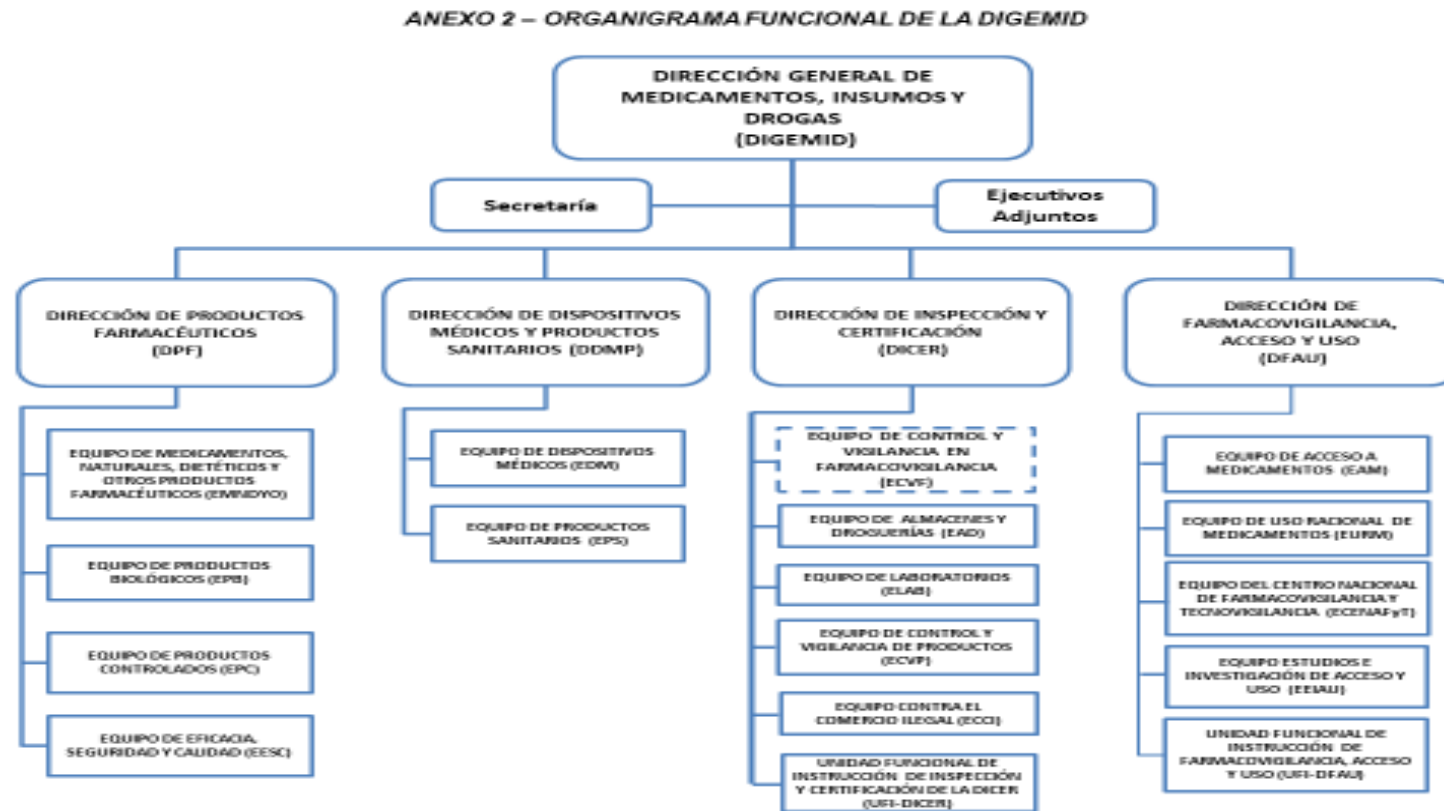 ANEXO 2 – ORGANIGRAMA FUNCIONAL DE LA DIGEMID
DIRECCIÓN GENERAL DE
MEDICAMENTOS, INSUMOS Y
DROGAS
(DIGEMID)
Secretaría
Ejecutivos
Adjuntos
DIRECCIÓN DE PRODUCTOS
FARMACÉUTICOS
(DPF)
DIRECCIÓN DE DISPOSITIVOS
MÉDICOS Y PRODUCTOS
SANITARIOS (DDMP)
DIRECCIÓN DE INSPECCIÓN Y
CERTIFICACIÓN
(DICER)
DIRECCIÓN DE
FARMACOVIGILANCIA,
ACCESO Y USO
(DFAU)
EQUIPO DE MEDICAMENTOS,
NATURALES, DIETÉTICOS Y
OTROS PRODUCTOS
FARMACÉUTICOS (EMNDYO)
EQUIPO DE PRODUCTOS
BIOLÓGICOS (EPB)
EQUIPO DE PRODUCTOS
CONTROLADOS (EPC)
EQUIPO DE EFICACIA,
SEGURIDAD Y CALIDAD (EESC)
EQUIPO DE DISPOSITIVOS
MÉDICOS (EDM)
EQUIPO DE PRODUCTOS
SANITARIOS (EPS)
EQUIPO DE CONTROL Y
VIGILANCIA EN
FARMACOVIGILANCIA
(ECVF)
EQUIPO DE ALMACENES Y
DROGUERÍAS (EAD)
EQUIPO DE LABORATORIOS
(ELAB)
EQUIPO DE CONTROL Y
VIGILANCIA DE PRODUCTOS
(ECVP)
EQUIPO CONTRA EL
COMERCIO ILEGAL (ECCI)
UNIDAD FUNCIONAL DE
INSTRUCCIÓN DE INSPECCIÓN
Y CERTIFICACIÓN DE LA DICER
(UFI-DICER)
EQUIPO DE ACCESO A
MEDICAMENTOS (EAM)
EQUIPO DE USO RACIONAL DE
MEDICAMENTOS (EURM)
EQUIPO DEL CENTRO NACIONAL
DE FARMACOVIGILANCIA Y
TECNOVIGILANCIA (ECENAFyT)
EQUIPO ESTUDIOS E
INVESTIGACIÓN DE ACCESO Y
USO (EEIAU)
UNIDAD FUNCIONAL DE
INSTRUCCIÓN DE
FARMACOVIGILANCIA, ACCESO
Y USO (UFI-DFAU)